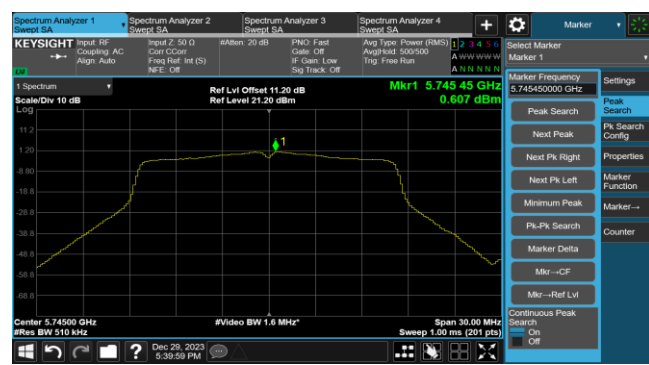 Spectrum Analyzer 1
Swept SA
Spectrum Analyzer 2
Swept SA
Spectrum Analyzer 3
Swept SA
Spectrum Analyzer 4
Swept SA
+
Marker
KEYSIGHT
Input: RF
Coupling: AC
Align: Auto
Input Z: 50 Ω
Corr CCorr
Freq Ref: Int (S)
NFE: Off
#Atten: 20 dB
PNO: Fast
Gate: Off
IF Gain: Low
Sig Track: Off
Avg Type: Power (RMS)
Avg|Hold: 500/500
Trig: Free Run
1 2 3 4 5 6
A W W W W W
A N N N N N
Select Marker
Marker 1
1 Spectrum
Scale/Div 10 dB
Log
Ref Lvl Offset 11.20 dB
Ref Level 21.20 dBm
Mkr1 5.745 45 GHz
0.607 dBm
11.2
1
-8.80
-18.8
-28.8
-38.8
-48.8
-58.8
-68.8
Center 5.74500 GHz
#Res BW 510 kHz
#Video BW 1.6 MHz*
Span 30.00 MHz
Sweep 1.00 ms (201 pts)
Marker Frequency
5.745450000 GHz
Peak Search
Next Peak
Next Pk Right
Next Pk Left
Minimum Peak
Pk-Pk Search
Marker Delta
Mkr→CF
Mkr→Ref Lvl
Continuous Peak
Search
On
Off
Settings
Peak
Search
Pk Search
Config
Properties
Marker
Function
Marker→
Counter
?
Dec 29, 2023
5:39:59 PM